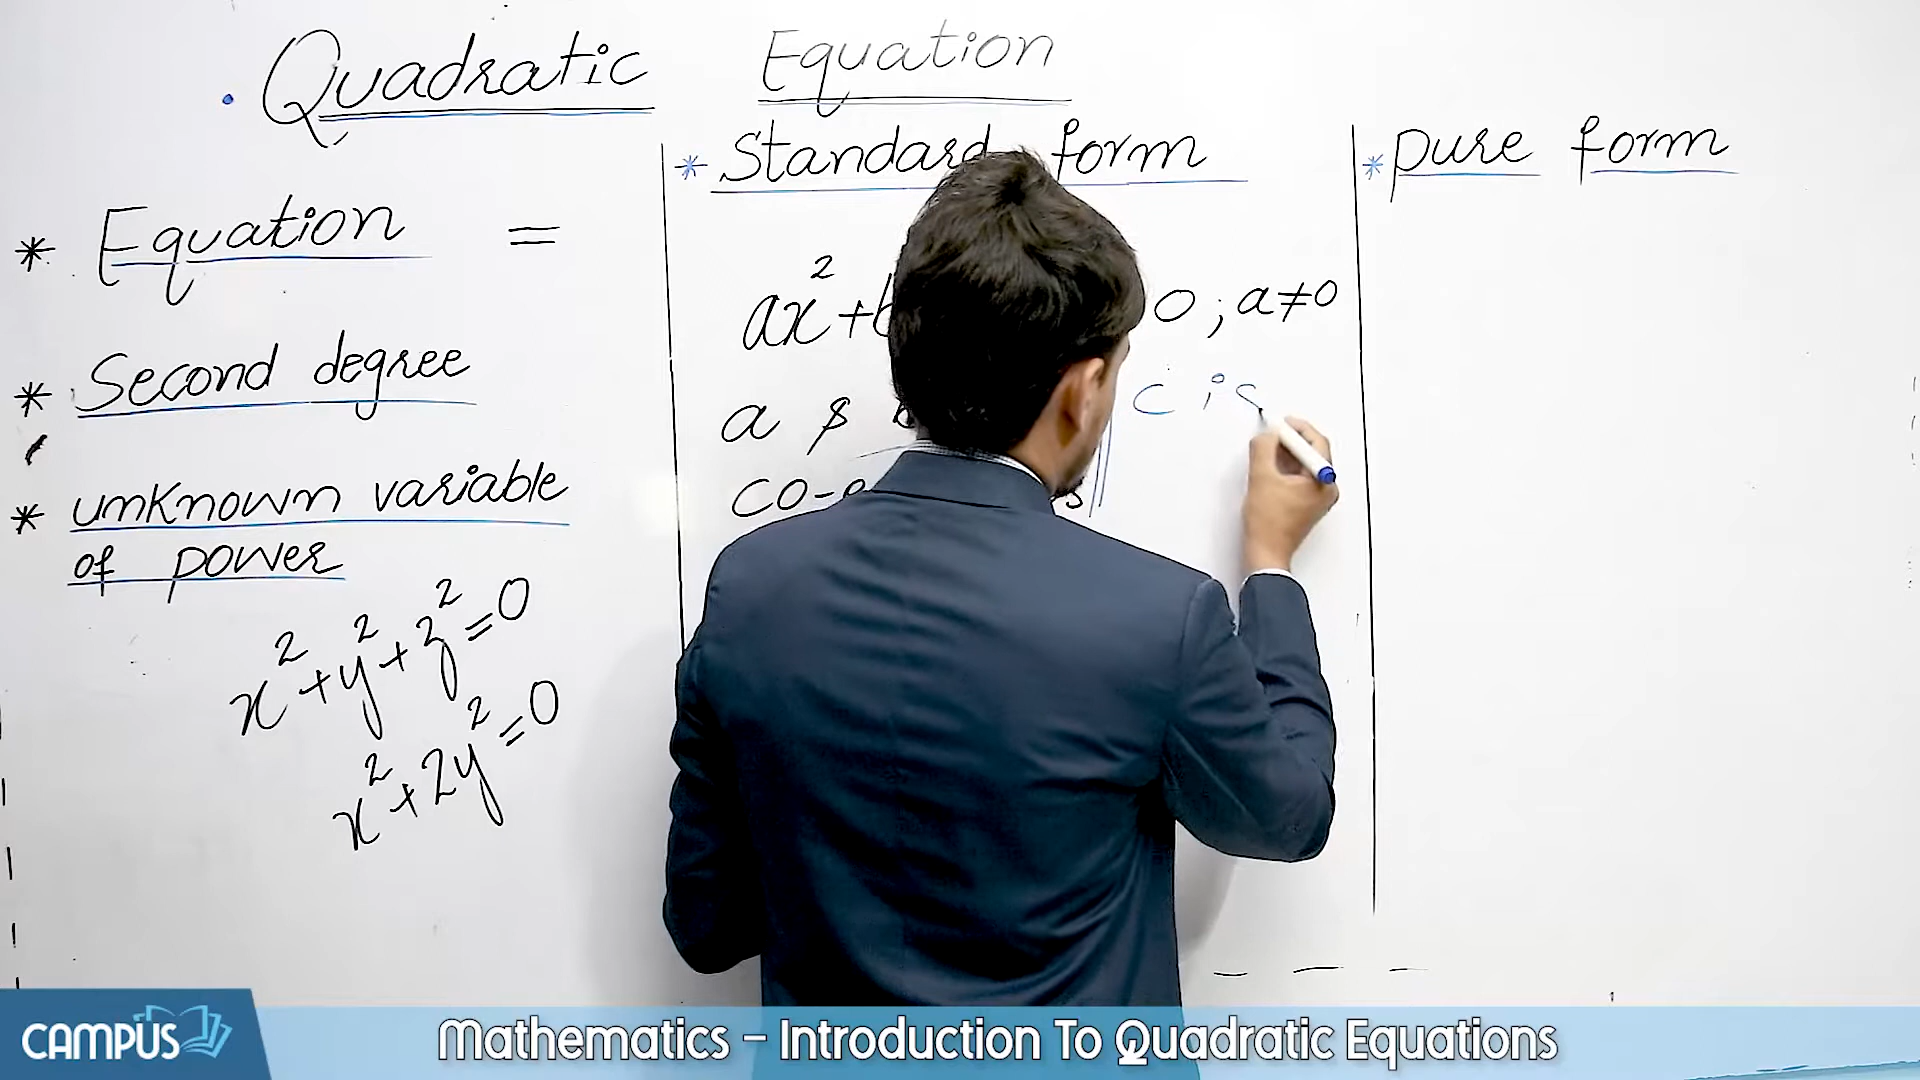 Quadratic Equation
* Equation =
* Second degree
* unknown variable
of power
x²+y²+z²=0
x²+2y²=0
* Standard form
ax²+b 0 ; a≠0
a & b
co-e s
c is
* pure form
CAMPUS
Mathematics – Introduction To Quadratic Equations